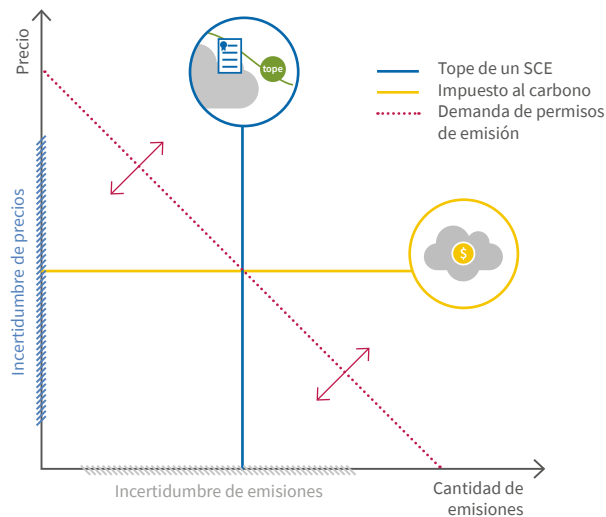 Precio
tope
Tope de un SCE
Impuesto al carbono
Demanda de permisos
de emisión
Incertidumbre de precios
$
Incertidumbre de emisiones
Cantidad de
emisiones